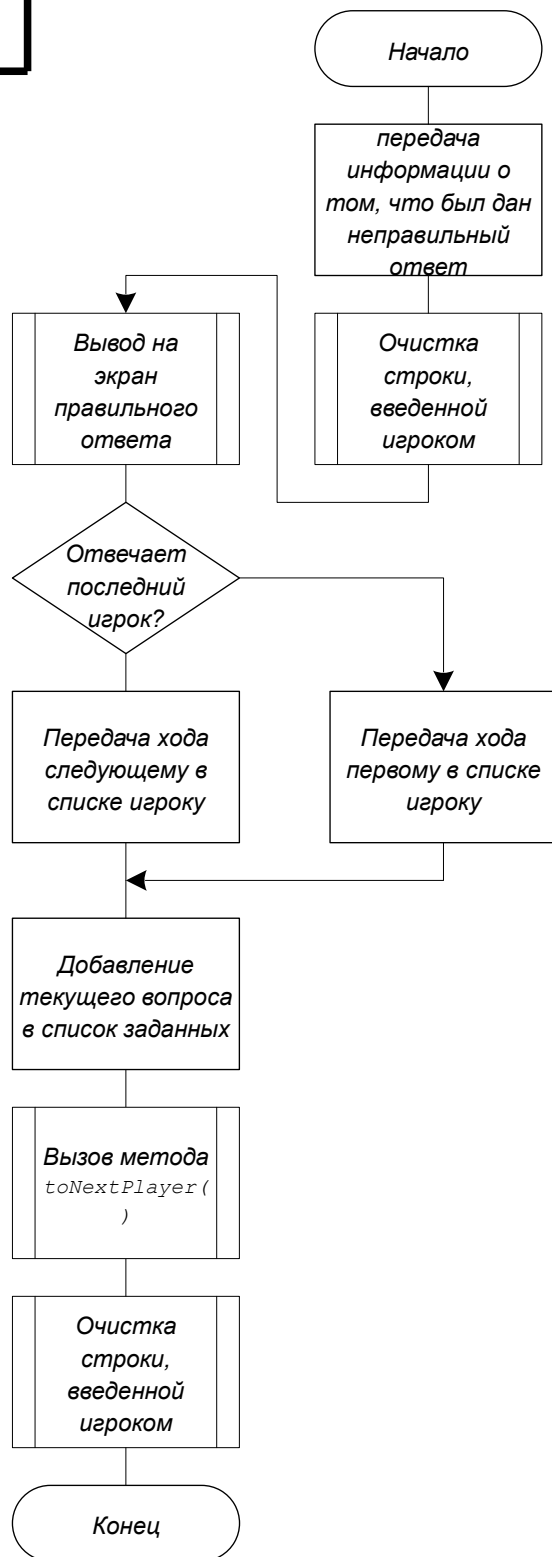 Начало
передача
информации о
том, что был дан
неправильный
ответ
Очистка
строки,
введенной
игроком
Вывод на
экран
правильного
ответа
Отвечает
последний
игрок?
Передача хода
следующему в
списке игроку
Передача хода
первому в списке
игроку
Добавление
текущего вопроса
в список заданных
Вызов метода
toNextPlayer(
)
Очистка
строки,
введенной
игроком
Конец